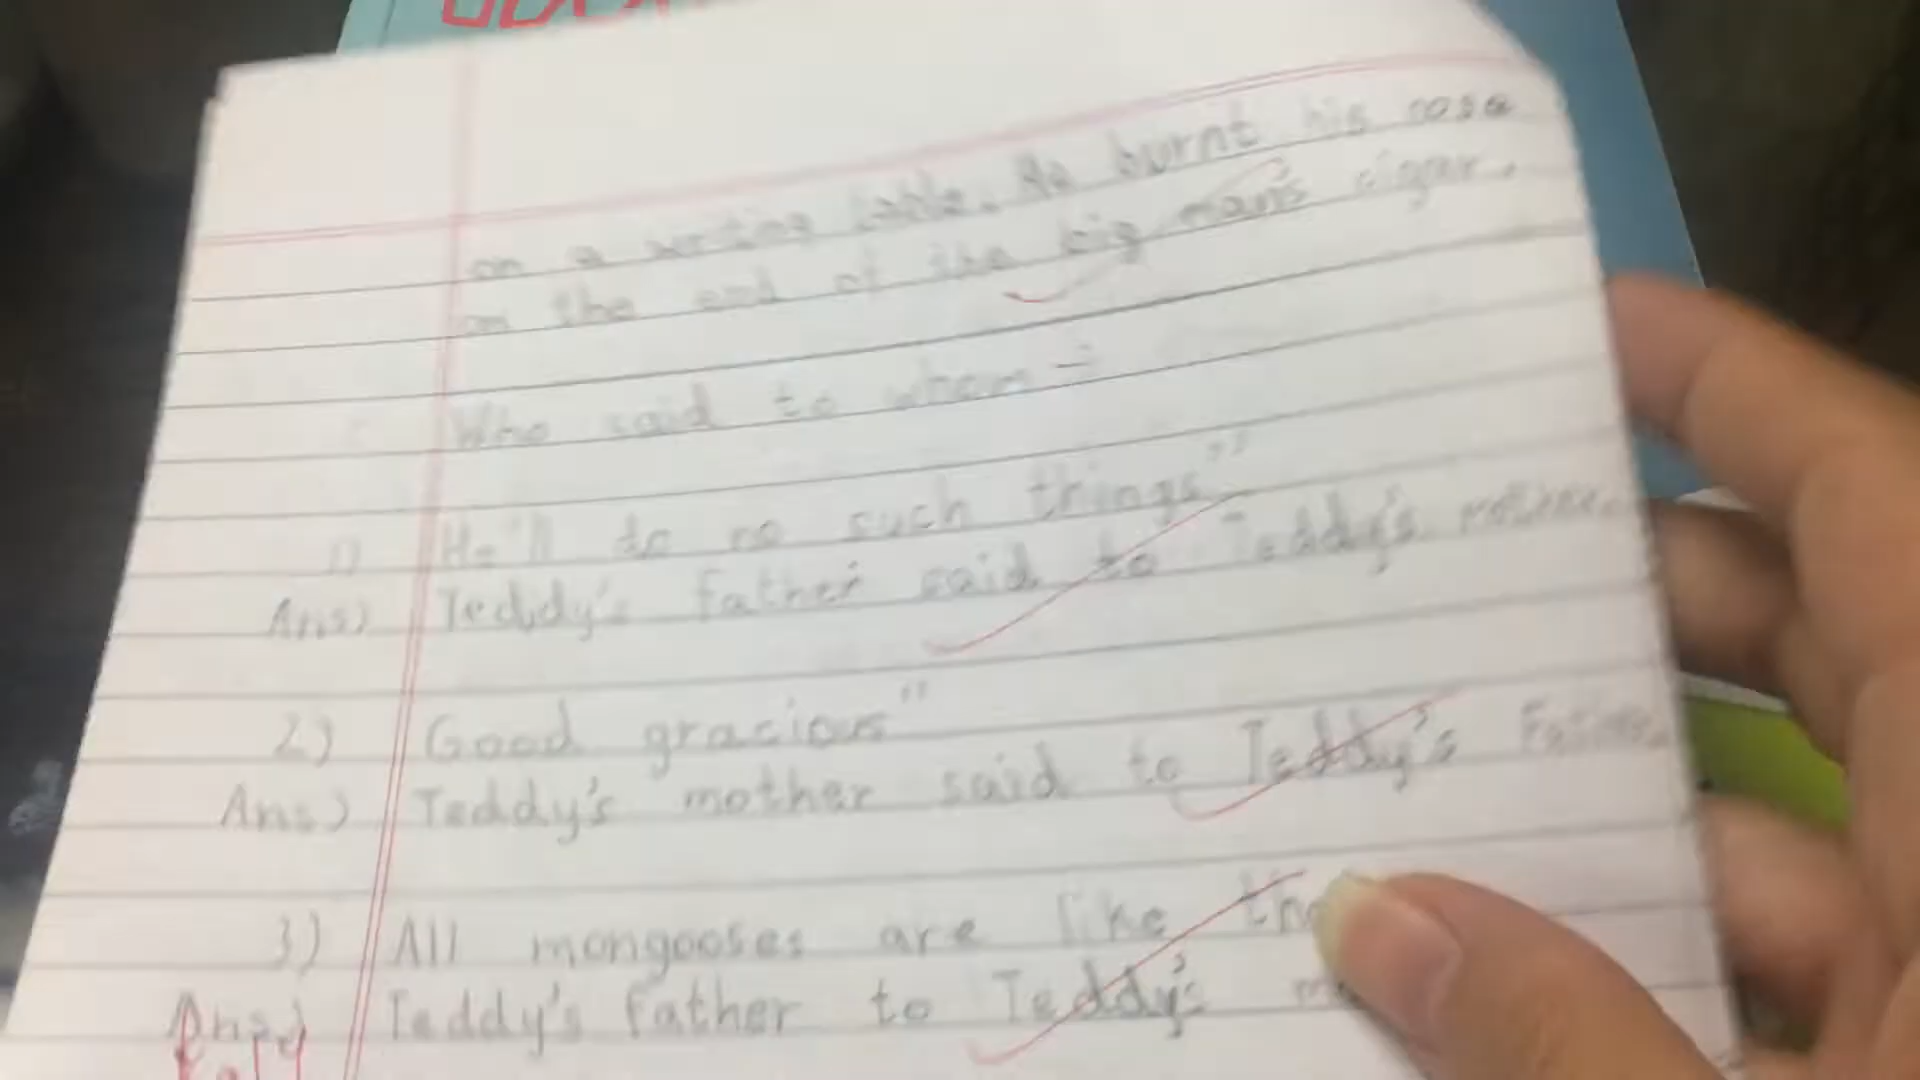 on a writing table. He burnt his nose
on the end of the big man's cigar.
Who said to whom →
1) He'll do no such things"
Ans) Teddy's father said to Teddy's mother.
2) Good gracious"
Ans) Teddy's mother said to Teddy's Father.
3) All mongooses are like
Ans) Teddy's father to Teddy's